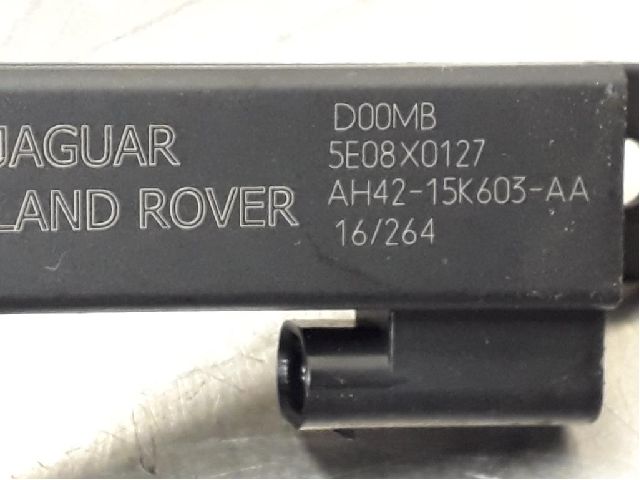 JAGUAR
LAND ROVER
D00MB
5E08X0127
AH42-15K603-AA
16/264